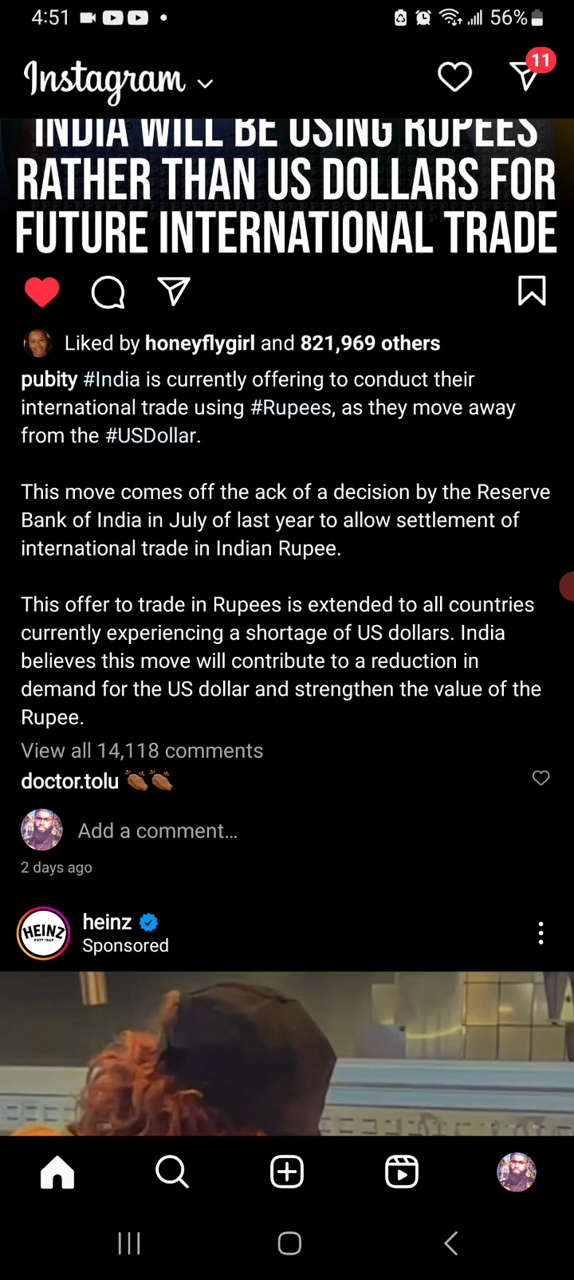 4:51
56%
Instagram
11
INDIA WILL BE USING RUPEES
RATHER THAN US DOLLARS FOR
FUTURE INTERNATIONAL TRADE
Liked by honeyflygirl and 821,969 others
pubity #India is currently offering to conduct their
international trade using #Rupees, as they move away
from the #USDollar.
This move comes off the ack of a decision by the Reserve
Bank of India in July of last year to allow settlement of
international trade in Indian Rupee.
This offer to trade in Rupees is extended to all countries
currently experiencing a shortage of US dollars. India
believes this move will contribute to a reduction in
demand for the US dollar and strengthen the value of the
Rupee.
View all 14,118 comments
doctor.tolu 👏🏾👏🏾
Add a comment...
2 days ago
HEINZ
heinz
Sponsored